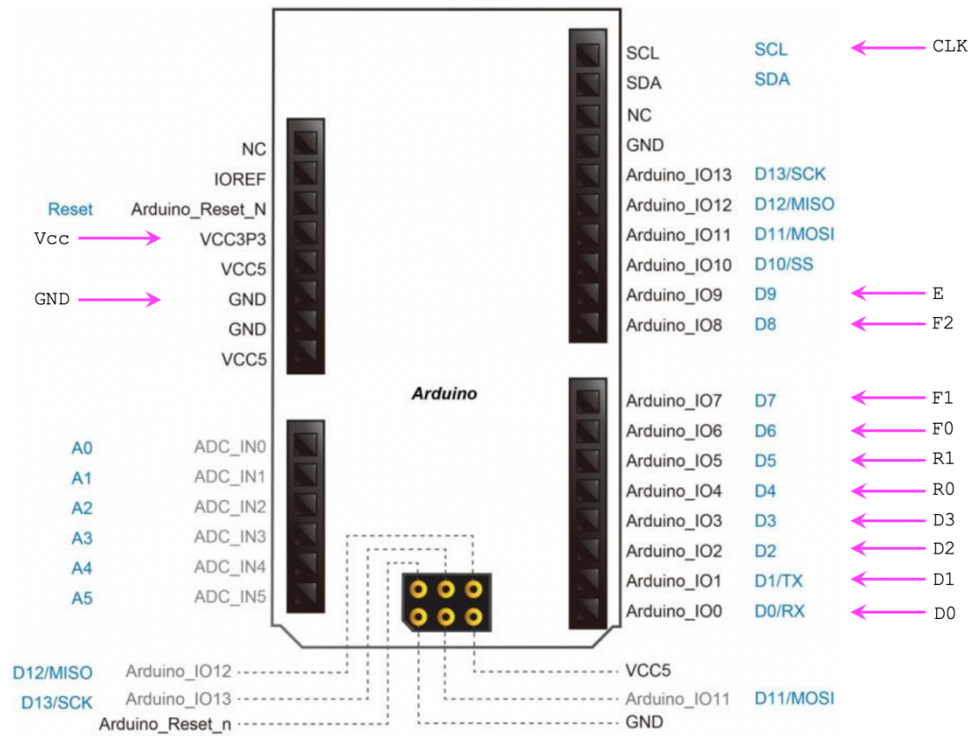 SCL SCL CLK
SDA SDA
NC
GND
NC
IOREF Arduino_IO13 D13/SCK
Reset Arduino_Reset_N Arduino_IO12 D12/MISO
Vcc VCC3P3 Arduino_IO11 D11/MOSI
VCC5 Arduino_IO10 D10/SS
GND GND Arduino_IO9 D9 E
GND Arduino_IO8 D8 F2
VCC5
Arduino
Arduino_IO7 D7 F1
Arduino_IO6 D6 F0
A0 ADC_IN0
Arduino_IO5 D5 R1
A1 ADC_IN1
Arduino_IO4 D4 R0
A2 ADC_IN2
Arduino_IO3 D3 D3
A3 ADC_IN3
Arduino_IO2 D2 D2
A4 ADC_IN4
Arduino_IO1 D1/TX D1
A5 ADC_IN5
Arduino_IO0 D0/RX D0
D12/MISO Arduino_IO12 VCC5
D13/SCK Arduino_IO13 Arduino_IO11 D11/MOSI
Arduino_Reset_n GND